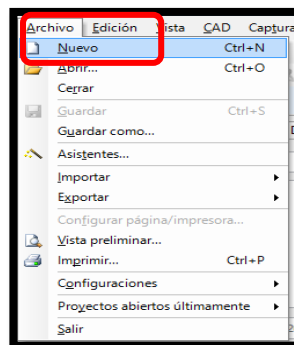 Archivo Edición Vista CAD Captura
Nuevo Ctrl+N
Abrir... Ctrl+O
Cerrar
Guardar Ctrl+S
Guardar como...
Asistentes...
Importar
Exportar
Configurar página/impresora...
Vista preliminar...
Imprimir... Ctrl+P
Configuraciones
Proyectos abiertos últimamente
Salir